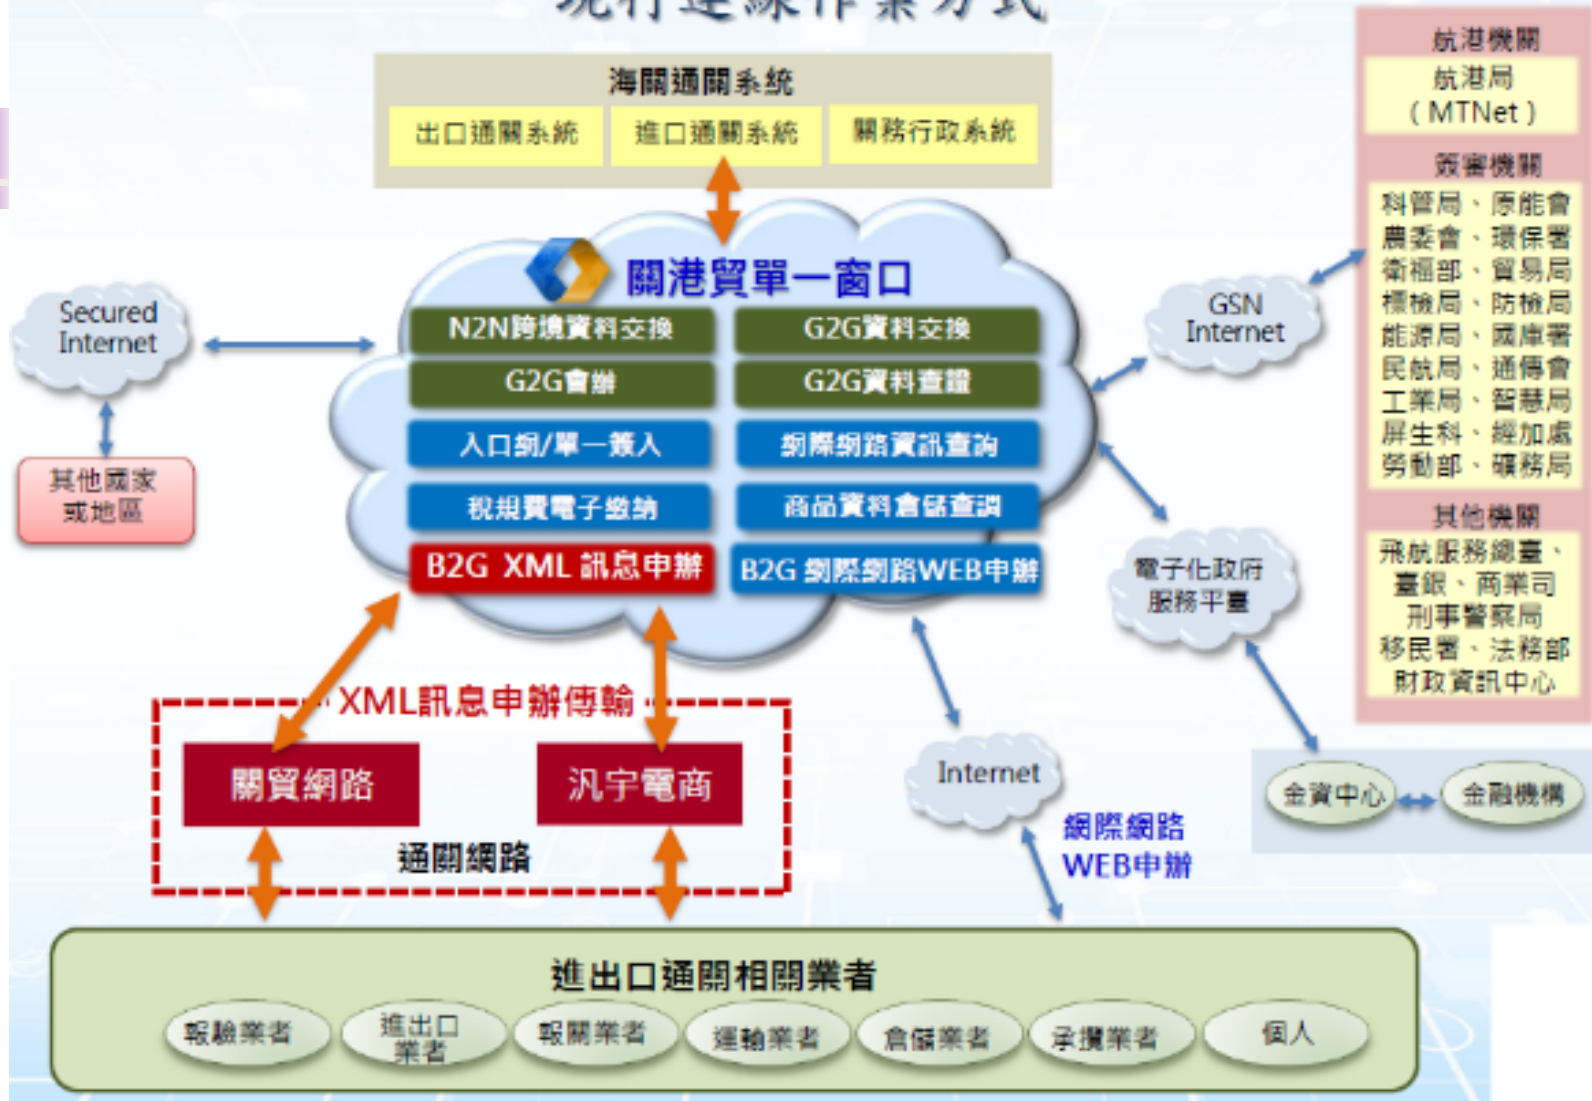 現行連線作業方式
海關通關系統
出口通關系統
進口通關系統
關務行政系統
關港貿單一窗口
N2N跨境資料交換
G2G資料交換
G2G會辦
G2G資料查證
入口網/單一簽入
網際網路資訊查詢
稅規費電子繳納
商品資料倉儲查調
B2G XML 訊息申辦
B2G 網際網路WEB申辦
Secured
Internet
其他國家
或地區
GSN
Internet
電子化政府
服務平臺
航港機關
航港局
(MTNet)
簽審機關
科管局、原能會
農委會、環保署
衛福部、貿易局
標檢局、防檢局
能源局、國庫署
民航局、通傳會
工業局、智慧局
屏生科、經加處
勞動部、礦務局
其他機關
飛航服務總臺、
臺銀、商業司
刑事警察局
移民署、法務部
財政資訊中心
金資中心
金融機構
XML訊息申辦傳輸
關貿網路
汎宇電商
通關網路
Internet
網際網路
WEB申辦
進出口通關相關業者
報驗業者
進出口
業者
報關業者
運輸業者
倉儲業者
承攬業者
個人